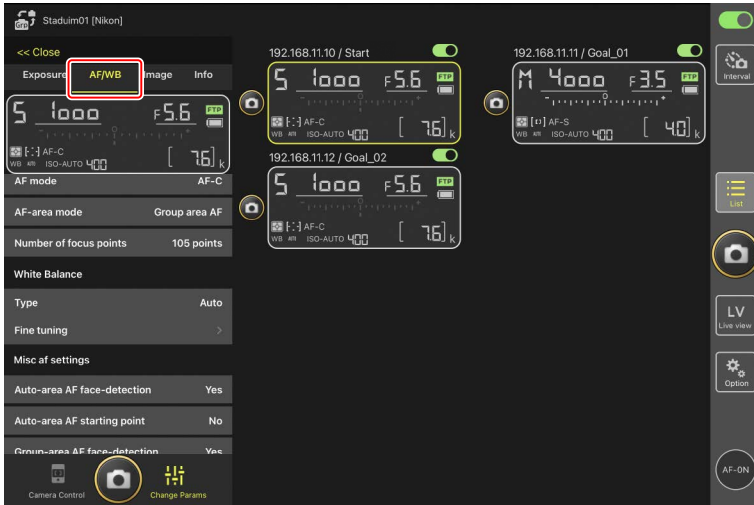 Grp Staduim01 [Nikon]
<< Close
Exposure AF/WB Image Info
5 1000 F5.6 FTP
AF-C
WB ISO-AUTO 400 [ 7.6] k
AF mode AF-C
AF-area mode Group area AF
Number of focus points 105 points
White Balance
Type Auto
Fine tuning >
Misc af settings
Auto-area AF face-detection Yes
Auto-area AF starting point No
Group-area AF face-detection Yes
Camera Control
Change Params
192.168.11.10 / Start
5 1000 F5.6 FTP
AF-C
WB ISO-AUTO 400 [ 7.6] k
192.168.11.11 / Goal_01
M 4000 F3.5 FTP
AF-S
WB ISO-AUTO 400 [ 4.0] k
192.168.11.12 / Goal_02
5 1000 F5.6 FTP
AF-C
WB ISO-AUTO 400 [ 7.6] k
Interval
List
LV
Live view
Option
AF-ON